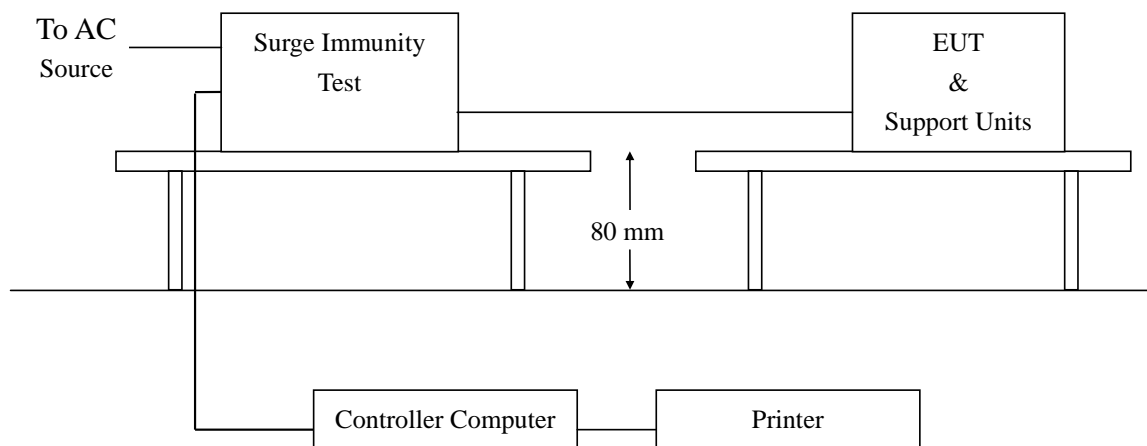 To AC
Source
Surge Immunity
Test
EUT
&
Support Units
80 mm
Controller Computer
Printer